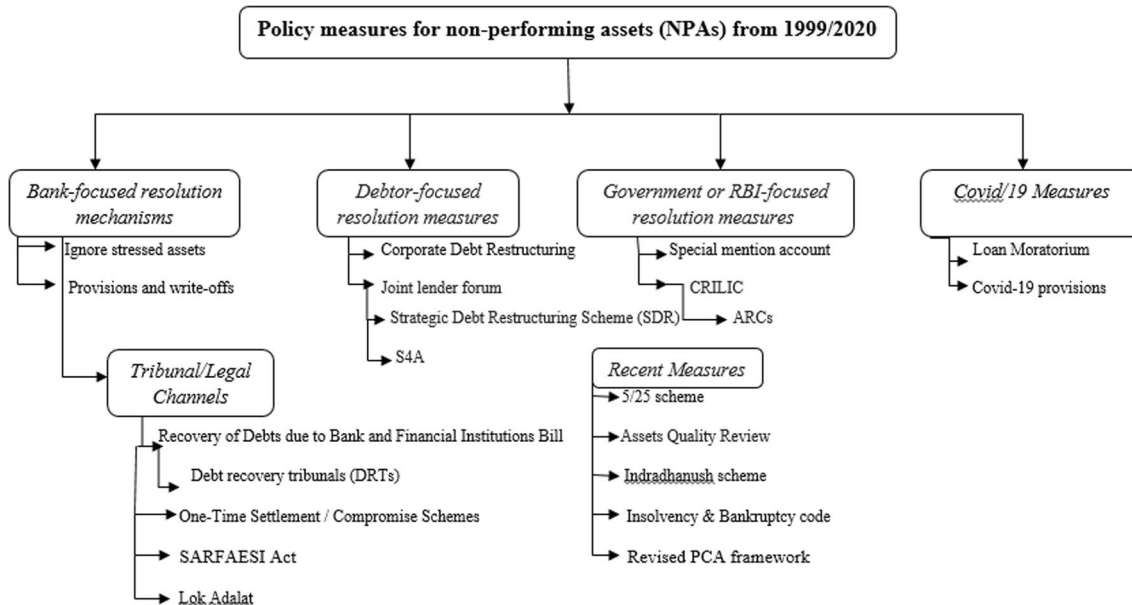 Policy measures for non-performing assets (NPAs) from 1999/2020
Bank-focused resolution
mechanisms
Ignore stressed assets
Provisions and write-offs
Tribunal/Legal
Channels
Recovery of Debts due to Bank and Financial Institutions Bill
Debt recovery tribunals (DRTs)
One-Time Settlement / Compromise Schemes
SARFAESI Act
Lok Adalat
Debtor-focused
resolution measures
Corporate Debt Restructuring
Joint lender forum
Strategic Debt Restructuring Scheme (SDR)
S4A
Government or RBI-focused
resolution measures
Special mention account
CRILIC
ARCs
Recent Measures
5/25 scheme
Assets Quality Review
Indradhanush scheme
Insolvency & Bankruptcy code
Revised PCA framework
Covid/19 Measures
Loan Moratorium
Covid-19 provisions